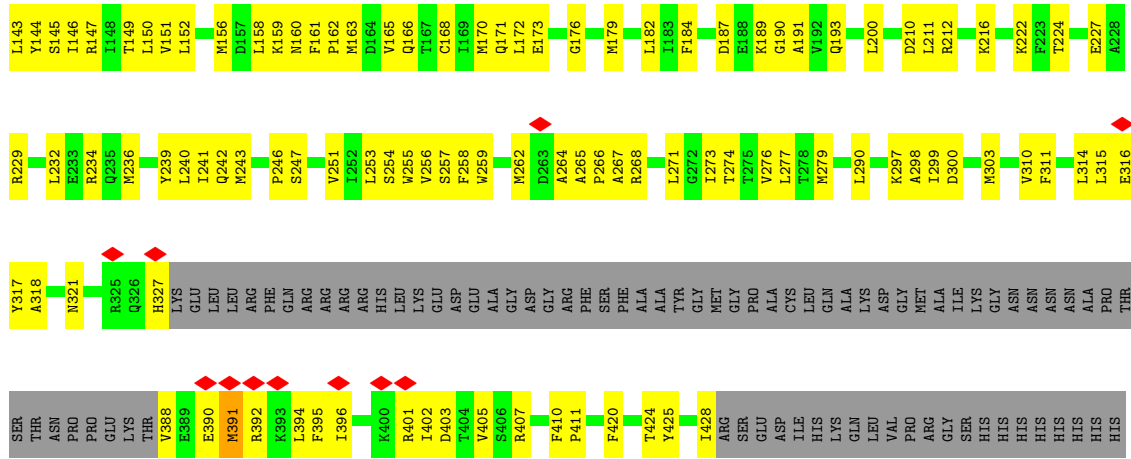 L143 Y144 S145 I146 R147 I148 T149 L150 V151 L152 M156 D157 L158 K159 N160 F161 P162 M163 D164 V165 Q166 T167 C168 I169 M170 Q171 L172 E173 G176 M179 L182 I183 F184 D187 E188 K189 G190 A191 V192 Q193 L200 D210 L211 R212 K216 K222 F223 T224 E227 A228
R229 L232 E233 R234 Q235 M236 Y239 L240 I241 Q242 M243 P246 S247 V251 I252 L253 S254 W255 V256 S257 F258 W259 M262 D263 A264 A265 P266 A267 R268 L271 G272 I273 T274 T275 V276 L277 T278 M279 L290 K297 A298 I299 D300 M303 V310 F311 L314 L315 E316
Y317 A318 N321 R325 Q326 H327 LYS GLU LEU LEU ARG PHE GLN ARG ARG ARG ARG HIS LEU LYS GLU ASP GLU ALA GLY ASP GLY ARG PHE SER PHE ALA ALA TYR GLY MET GLY PRO ALA CYS LEU GLN ALA LYS ASP GLY MET ALA ILE LYS GLY ASN ASN ASN ASN ALA PRO THR
SER THR ASN PRO PRO GLU LYS THR V388 E389 E390 M391 R392 K393 L394 F395 I396 K400 R401 I402 D403 T404 V405 S406 R407 F410 P411 F420 T424 Y425 I428 ARG SER GLU ASP ILE HIS LYS GLN LEU VAL PRO ARG GLY SER HIS HIS HIS HIS HIS HIS HIS HIS